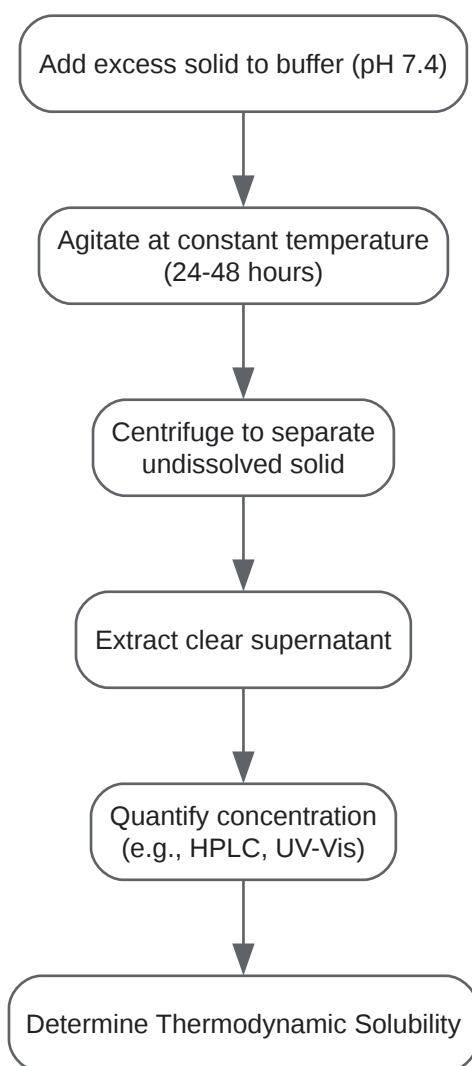 Add excess solid to buffer (pH 7.4)
Agitate at constant temperature
(24-48 hours)
Centrifuge to separate
undissolved solid
Extract clear supernatant
Quantify concentration
(e.g., HPLC, UV-Vis)
Determine Thermodynamic Solubility